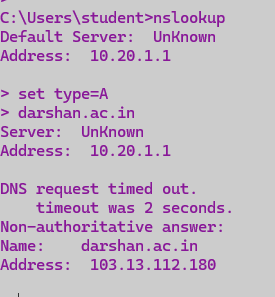 >
C:\Users\student>nslookup
Default Server:  UnKnown
Address:  10.20.1.1

> set type=A
> darshan.ac.in
Server:  UnKnown
Address:  10.20.1.1

DNS request timed out.
    timeout was 2 seconds.
Non-authoritative answer:
Name:    darshan.ac.in
Address:  103.13.112.180